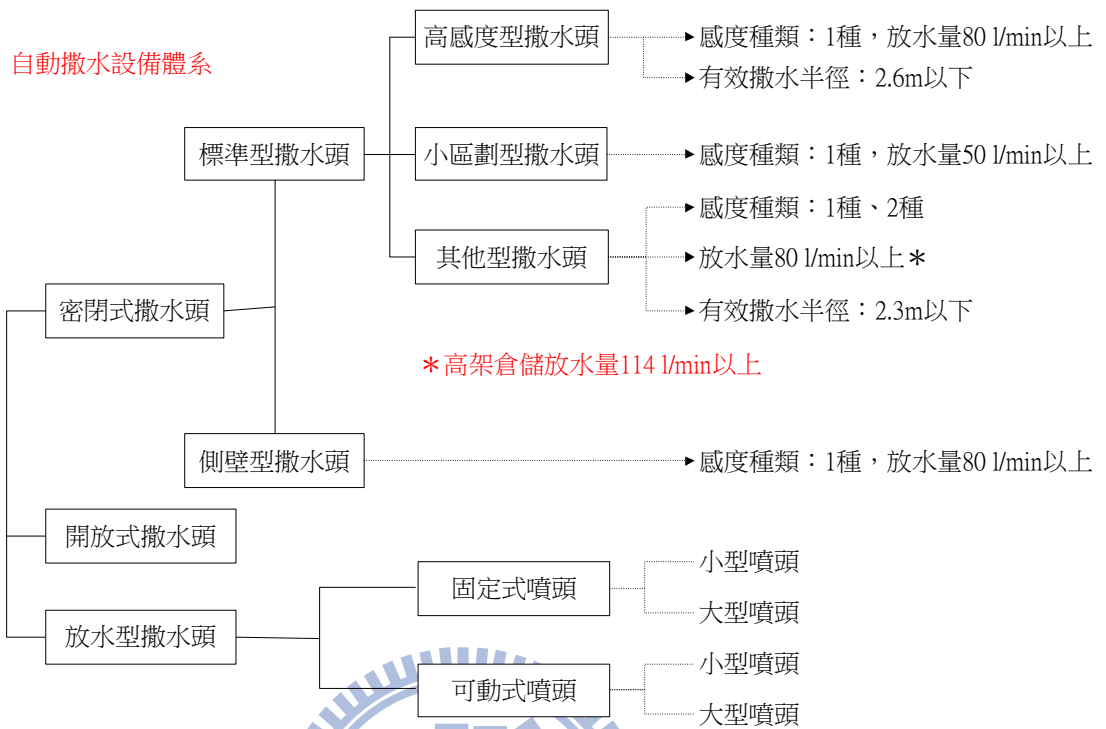 自動撒水設備體系
高感度型撒水頭
感度種類：1種，放水量80 l/min以上
有效撒水半徑：2.6m以下
標準型撒水頭
小區劃型撒水頭
感度種類：1種，放水量50 l/min以上
感度種類：1種、2種
其他型撒水頭
放水量80 l/min以上＊
密閉式撒水頭
有效撒水半徑：2.3m以下
＊高架倉儲放水量114 l/min以上
側壁型撒水頭
感度種類：1種，放水量80 l/min以上
開放式撒水頭
固定式噴頭
小型噴頭
大型噴頭
放水型撒水頭
可動式噴頭
小型噴頭
大型噴頭